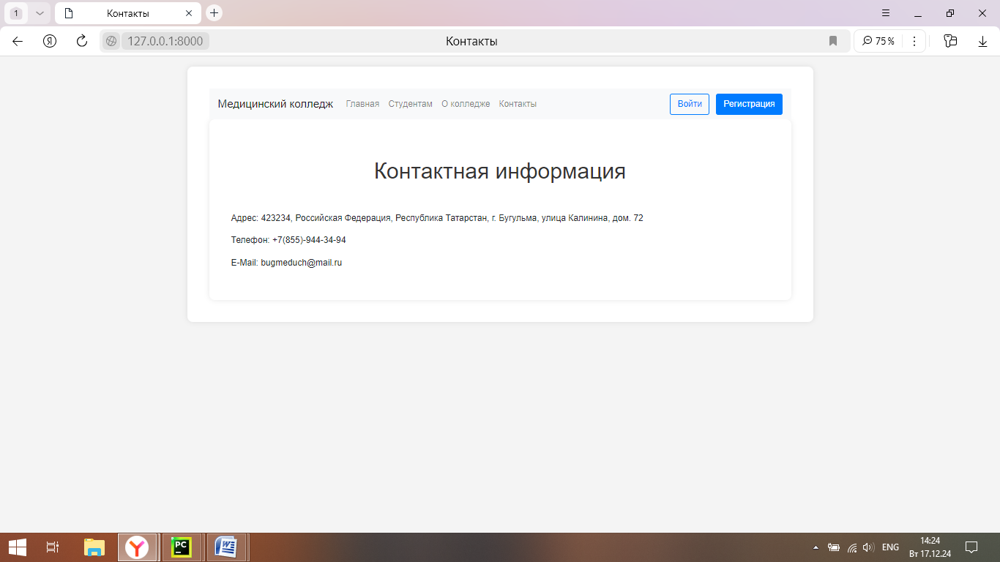 1
Контакты
127.0.0.1:8000
Контакты
75 %
Медицинский колледж
Главная
Студентам
О колледже
Контакты
Войти
Регистрация
Контактная информация
Адрес: 423234, Российская Федерация, Республика Татарстан, г. Бугульма, улица Калинина, дом. 72
Телефон: +7(855)-944-34-94
E-Mail: bugmeduch@mail.ru
PC
W
ENG
14:24
Вт 17.12.24